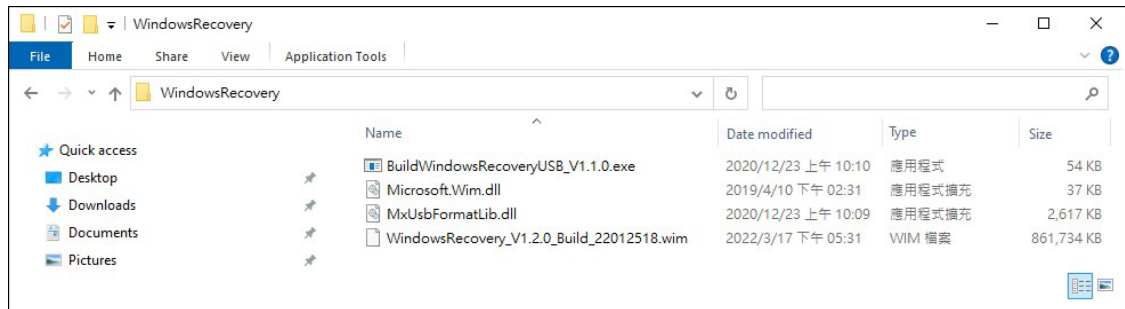 WindowsRecovery
File Home Share View Application Tools
WindowsRecovery
Name Date modified Type Size
Quick access
Desktop
Downloads
Documents
Pictures
BuildWindowsRecoveryUSB_V1.1.0.exe 2020/12/23 上午 10:10 應用程式 54 KB
Microsoft.Wim.dll 2019/4/10 下午 02:31 應用程式擴充 37 KB
MxUsbFormatLib.dll 2020/12/23 上午 10:09 應用程式擴充 2,617 KB
WindowsRecovery_V1.2.0_Build_22012518.wim 2022/3/17 下午 05:31 WIM 檔案 861,734 KB